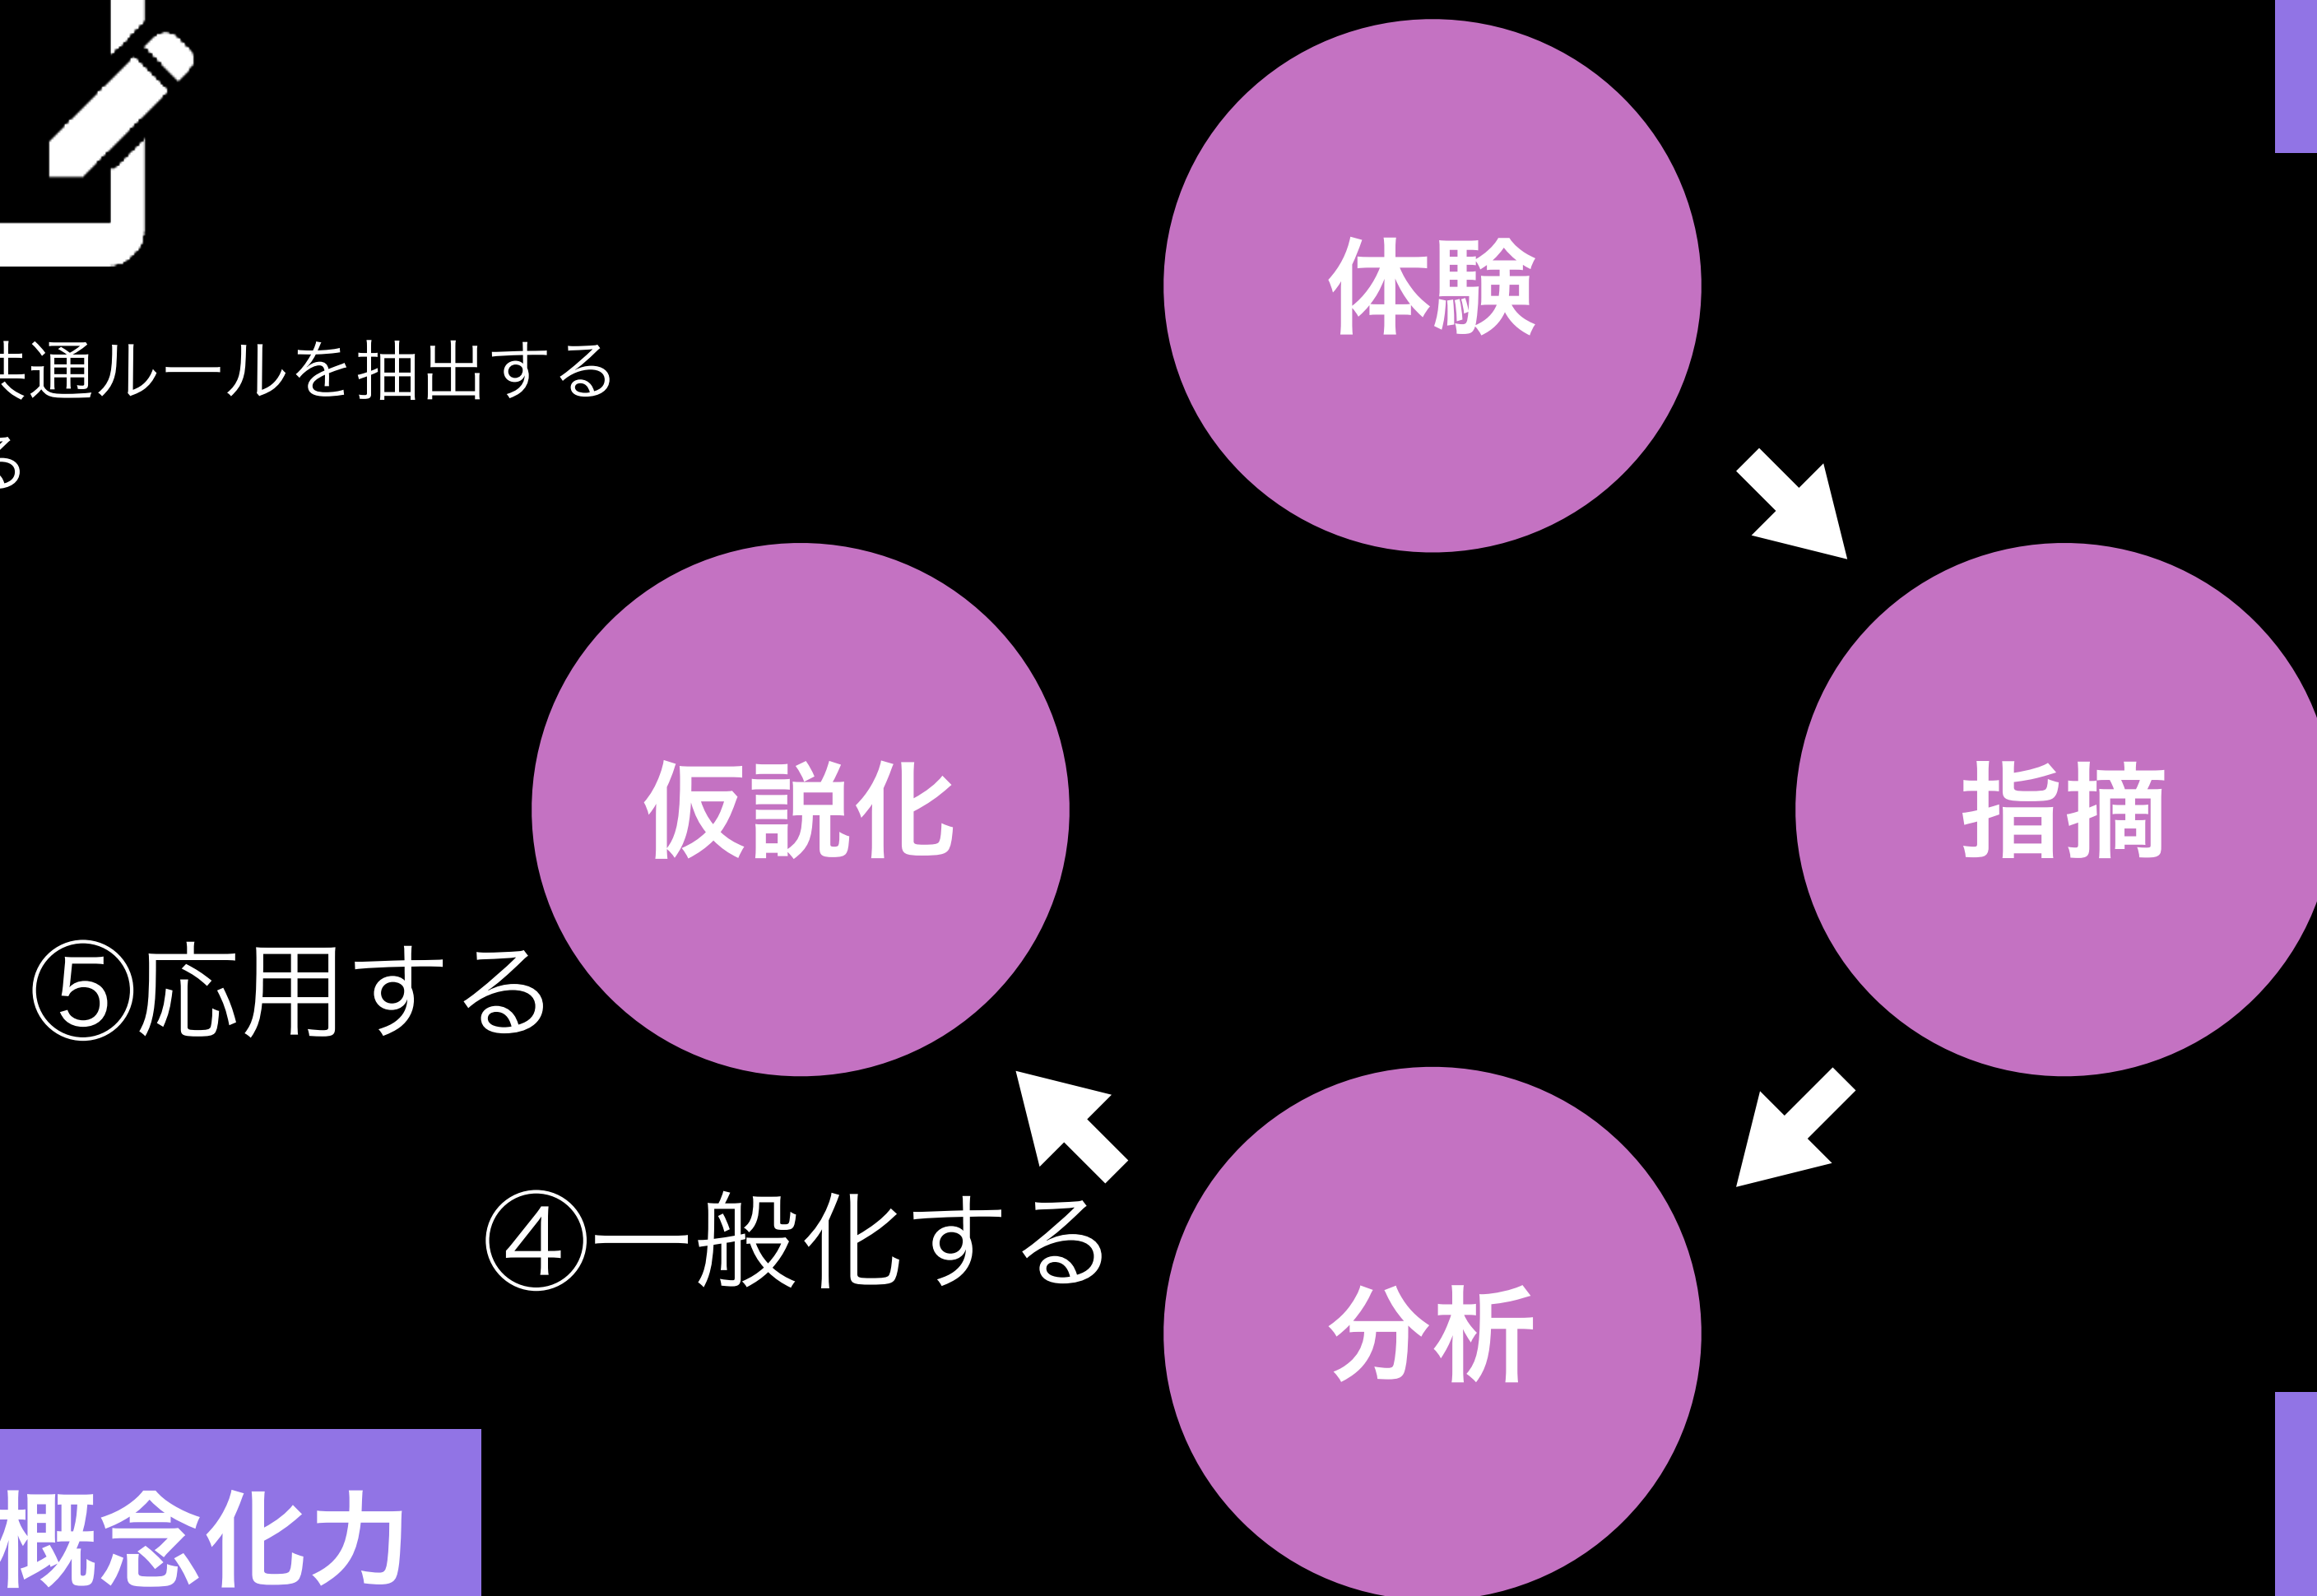 体験
通ルールを抽出する
る
仮説化
指摘
⑤応用する
④一般化する
分析
概念化力